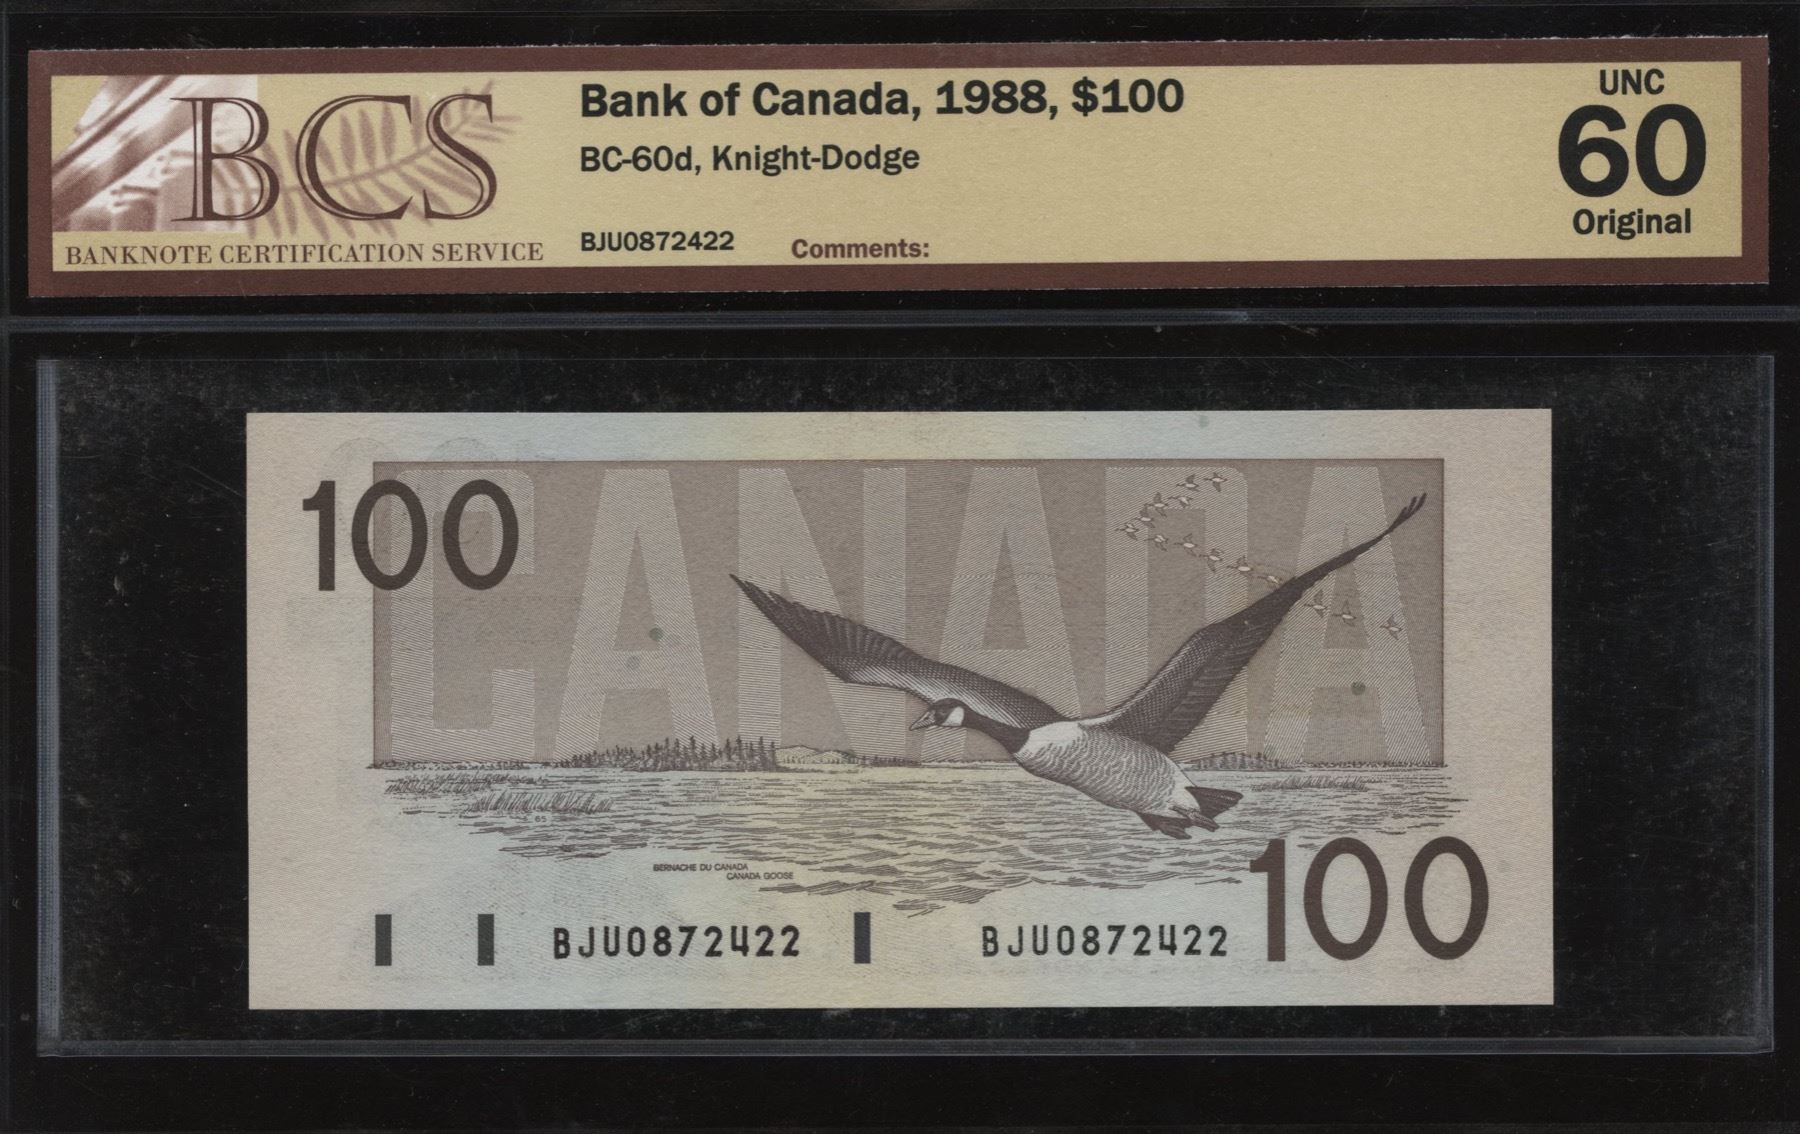 BCS
BANKNOTE CERTIFICATION SERVICE
Bank of Canada, 1988, $100
BC-60d, Knight-Dodge
BJU0872422
Comments:
UNC
60
Original
CANADA
100
65
BERNACHE DU CANADA
CANADA GOOSE
100
BJU0872422
BJU0872422